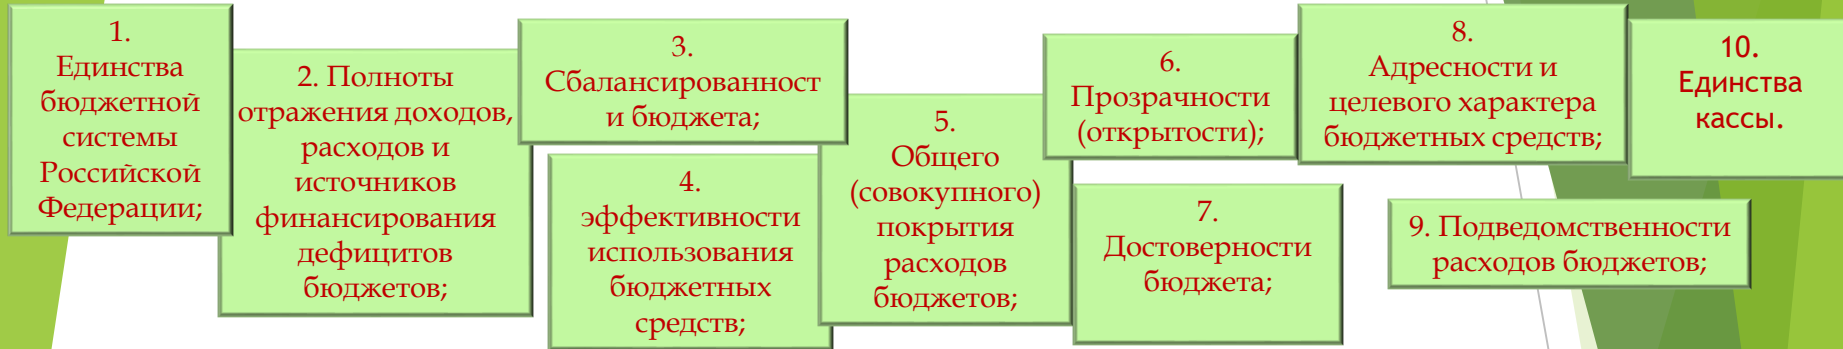 1.
Единства
бюджетной
системы
Российской
Федерации;
2. Полноты
отражения доходов,
расходов и
источников
финансирования
дефицитов
бюджетов;
3.
Сбалансированност
и бюджета;
4.
эффективности
использования
бюджетных
средств;
5.
Общего
(совокупного)
покрытия
расходов
бюджетов;
6.
Прозрачности
(открытости);
7.
Достоверности
бюджета;
8.
Адресности и
целевого характера
бюджетных средств;
9. Подведомственности
расходов бюджетов;
10.
Единства
кассы.